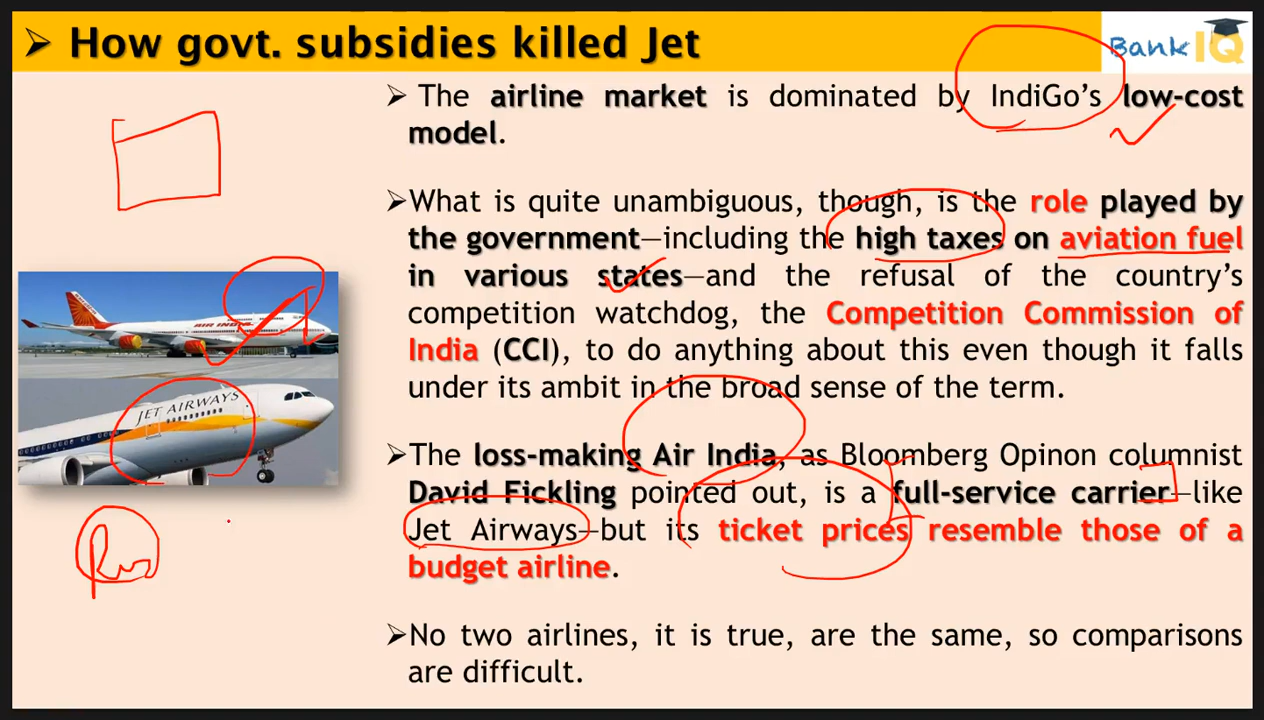 ➢ How govt. subsidies killed Jet
Bank IQ
➢ The airline market is dominated by IndiGo's low-cost
model.
➢What is quite unambiguous, though, is the role played by
the government—including the high taxes on aviation fuel
in various states—and the refusal of the country's
competition watchdog, the Competition Commission of
India (CCI), to do anything about this even though it falls
under its ambit in the broad sense of the term.
➢The loss-making Air India, as Bloomberg Opinon columnist
David Fickling pointed out, is a full-service carrier—like
Jet Airways—but its ticket prices resemble those of a
budget airline.
➢No two airlines, it is true, are the same, so comparisons
are difficult.
AIR INDIA
JET AIRWAYS